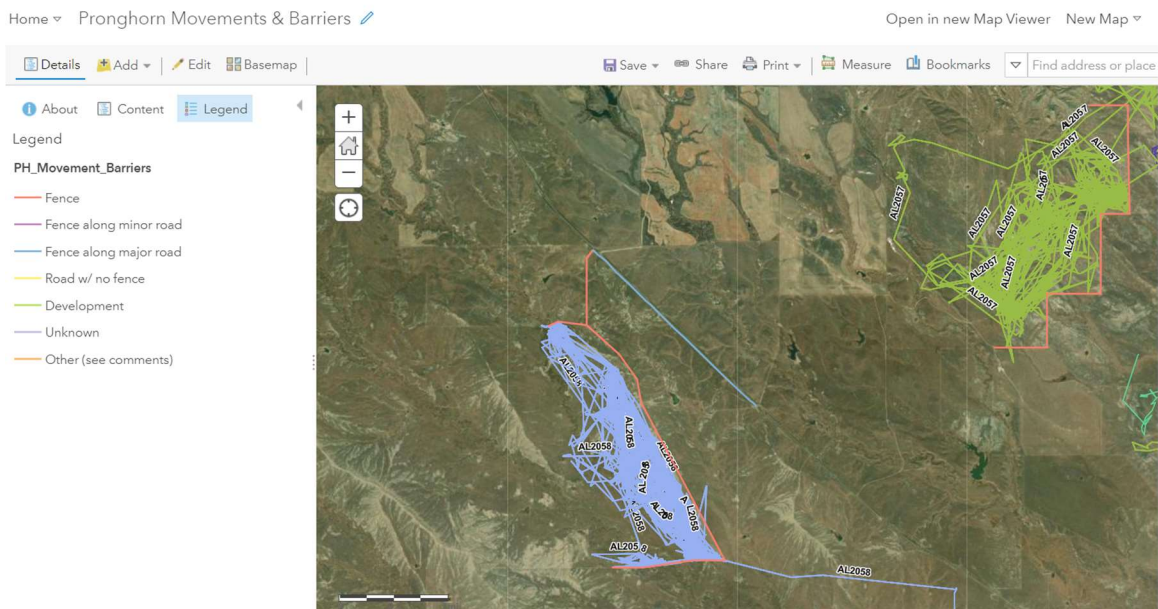 Home Pronghorn Movements & Barriers Open in new Map Viewer New Map
Details Add Edit Basemap Save Share Print Measure Bookmarks Find address or place
About Content Legend
Legend
PH_Movement_Barriers
Fence
Fence along minor road
Fence along major road
Road w/ no fence
Development
Unknown
Other (see comments)
AL2057
AL2057
AL2057
AL2057
AL2057
AL2057
AL2057
AL2057
AL2057
AL2057
AL2057
AL2058
AL2058
AL2058
AL2058
AL2058